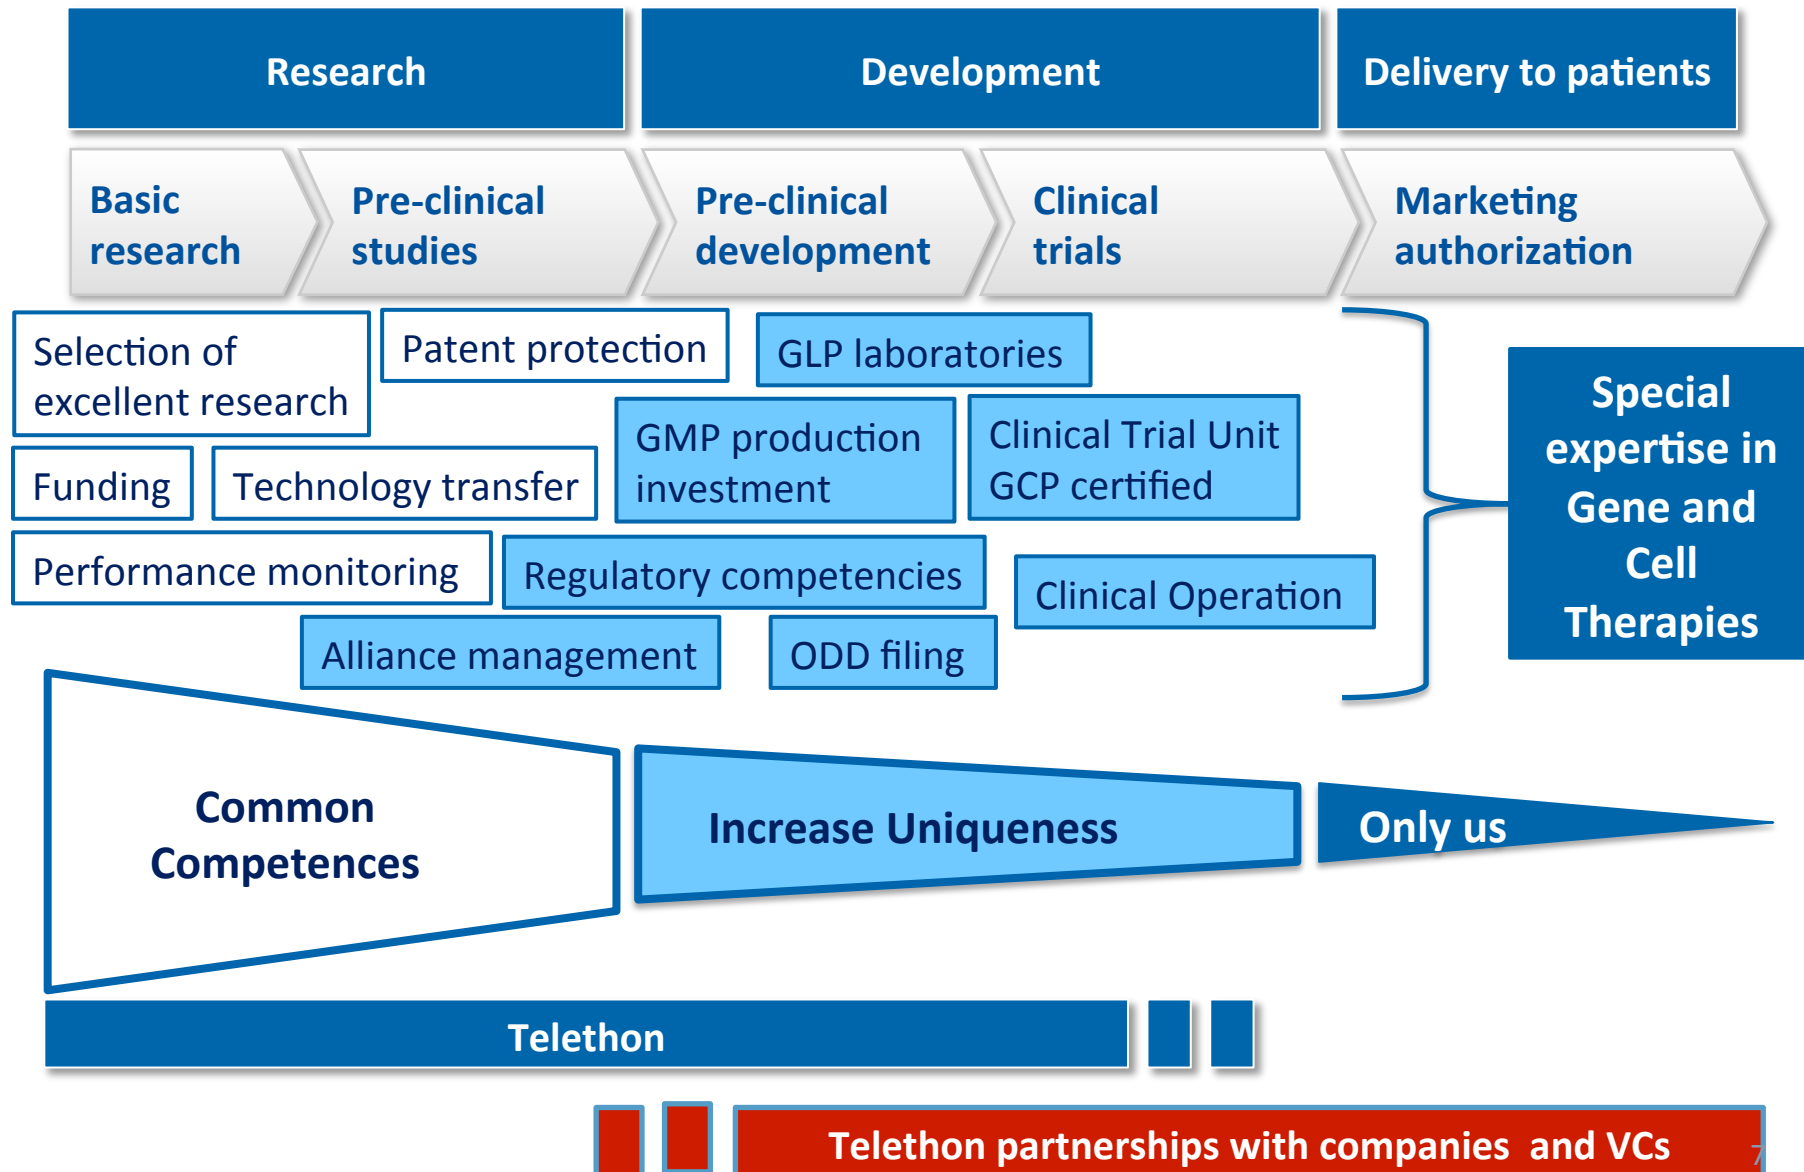 Research
Development
Delivery to patients
Basic
research
Pre-clinical
studies
Pre-clinical
development
Clinical
trials
Marketing
authorization
Selection of
excellent research
Patent protection
GLP laboratories
GMP production
investment
Clinical Trial Unit
GCP certified
Funding
Technology transfer
Performance monitoring
Regulatory competencies
Clinical Operation
Alliance management
ODD filing
Special
expertise in
Gene and
Cell
Therapies
Common
Competences
Increase Uniqueness
Only us
Telethon
Telethon partnerships with companies and VCs
7